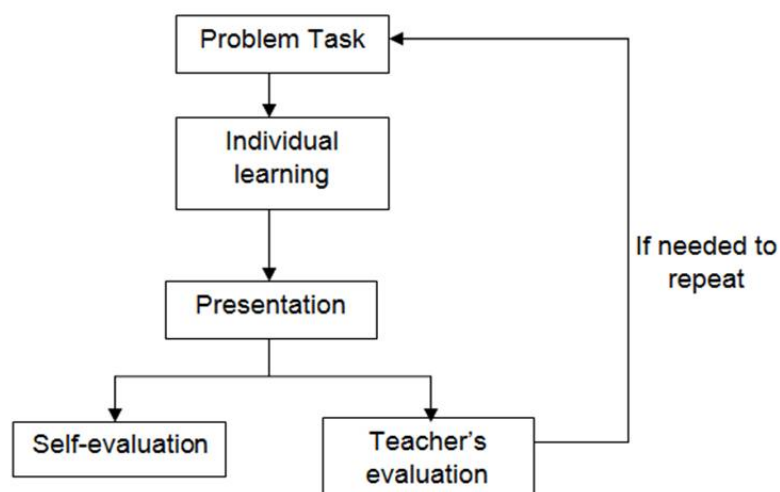 Problem Task
Individual
learning
If needed to
repeat
Presentation
Self-evaluation
Teacher’s
evaluation